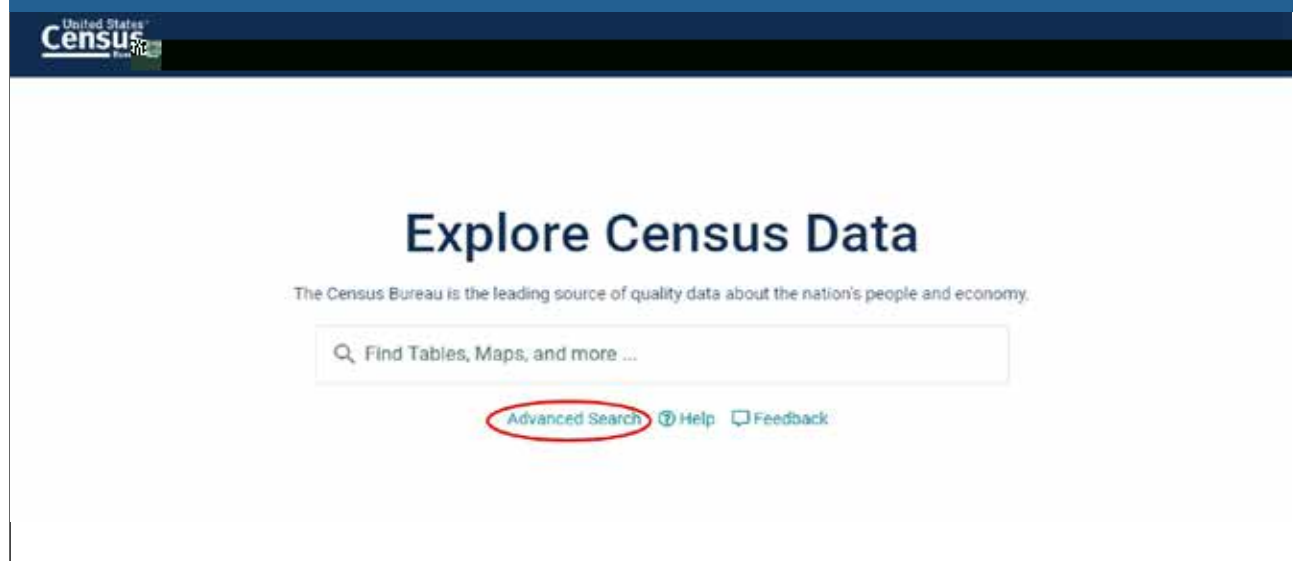 United States
Census
Explore Census Data
The Census Bureau is the leading source of quality data about the nation's people and economy.
Find Tables, Maps, and more ...
Advanced Search Help Feedback